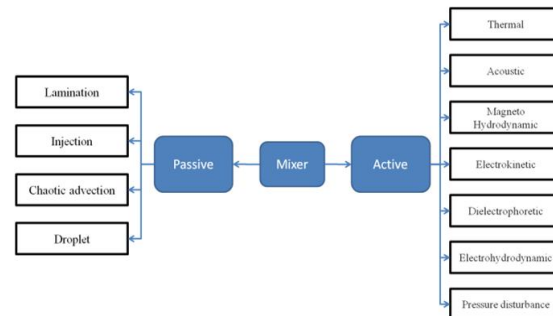 Thermal
Lamination
Acoustic
Magneto
Hydrodynamic
Injection
Passive
Mixer
Active
Electrokinetic
Chaotic advection
Dielectrophoretic
Droplet
Electrohydrodynamic
Pressure disturbance